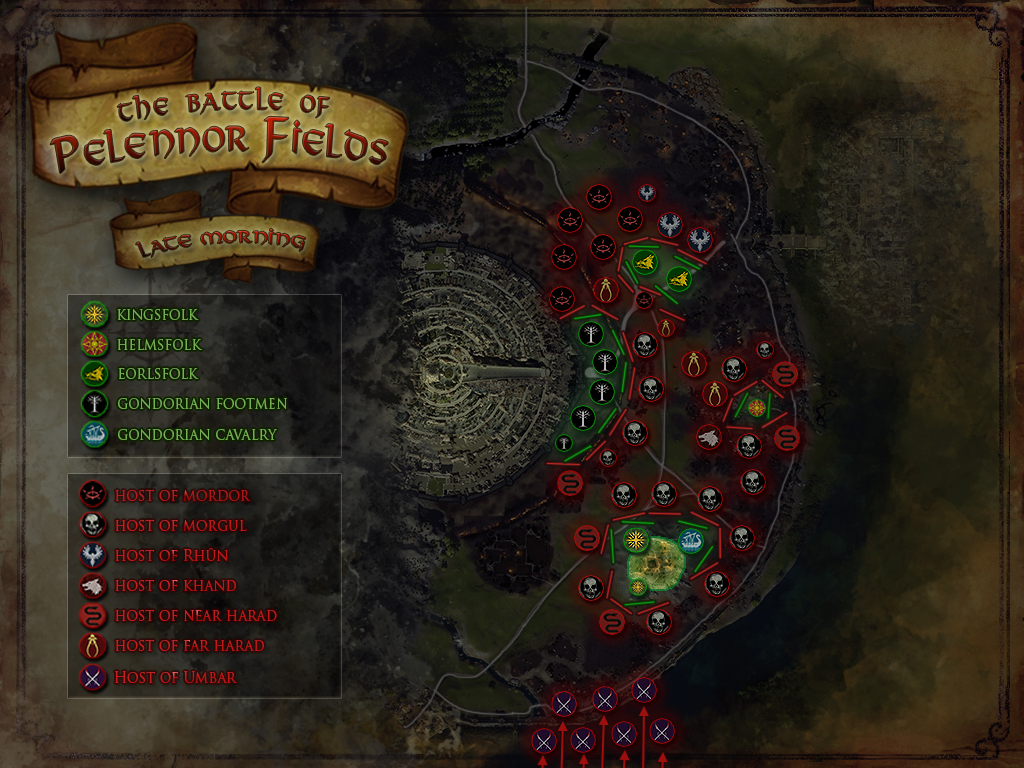 The Battle of
Pelennor Fields
Late Morning
Kingsfolk
Helmsfolk
Eorlsfolk
Gondorian Footmen
Gondorian Cavalry
Host of Mordor
Host of Morgul
Host of Rhûn
Host of Khand
Host of Near Harad
Host of Far Harad
Host of Umbar